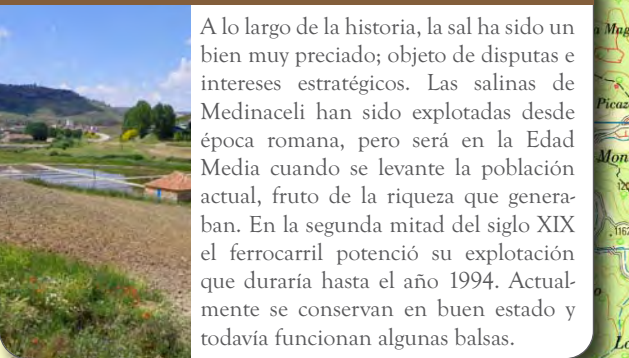 A lo largo de la historia, la sal ha sido un
bien muy preciado; objeto de disputas e
intereses estratégicos. Las salinas de
Medinaceli han sido explotadas desde
época romana, pero será en la Edad
Media cuando se levante la población
actual, fruto de la riqueza que genera-
ban. En la segunda mitad del siglo XIX
el ferrocarril potenció su explotación
que duraría hasta el año 1994. Actual-
mente se conservan en buen estado y
todavía funcionan algunas balsas.